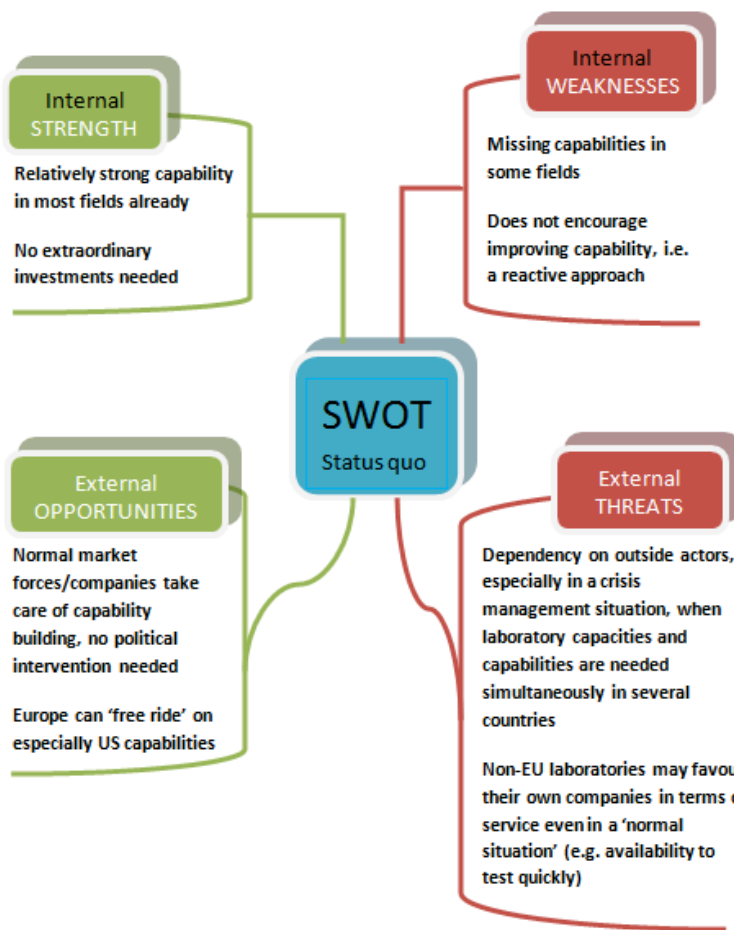 Internal
STRENGTH
Relatively strong capability
in most fields already
No extraordinary
investments needed
Internal
WEAKNESSES
Missing capabilities in
some fields
Does not encourage
improving capability, i.e.
a reactive approach
SWOT
Status quo
External
OPPORTUNITIES
Normal market
forces/companies take
care of capability
building, no political
intervention needed
Europe can ‘free ride’ on
especially US capabilities
External
THREATS
Dependency on outside actors,
especially in a crisis
management situation, when
laboratory capacities and
capabilities are needed
simultaneously in several
countries
Non-EU laboratories may favou
their own companies in terms
service even in a ‘normal
situation’ (e.g. availability to
test quickly)